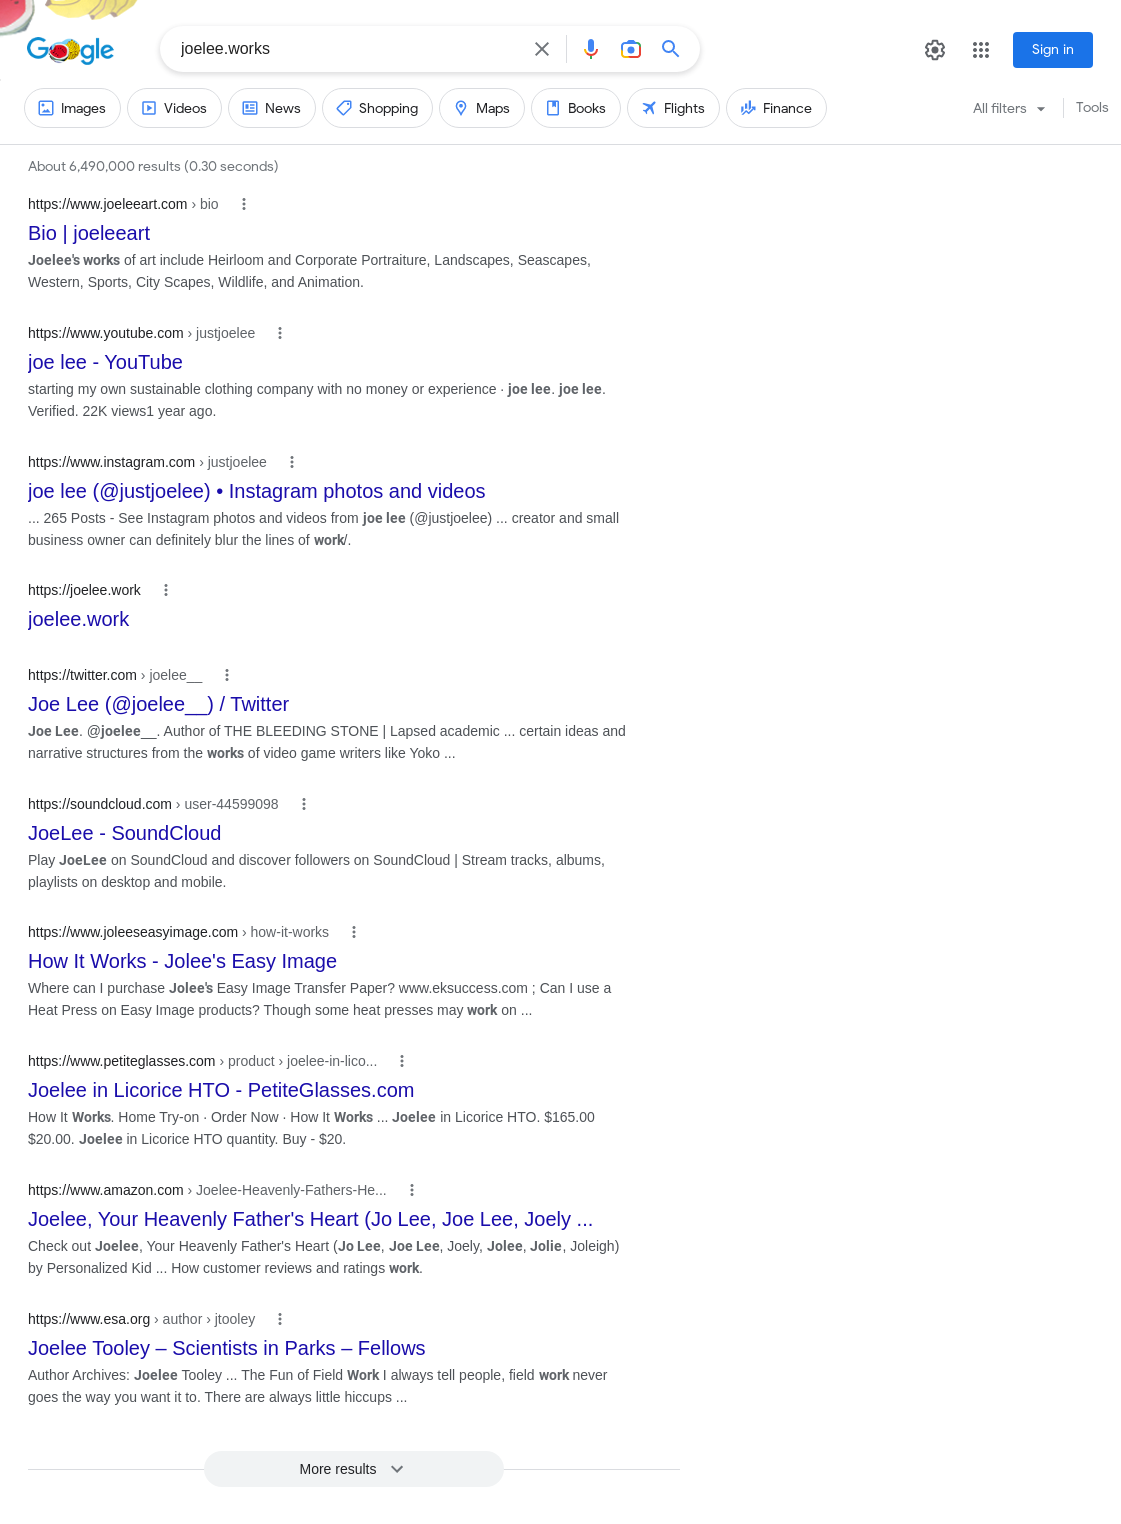 Google
joelee.works
Sign in
Images
Videos
News
Shopping
Maps
Books
Flights
Finance
All filters
Tools
About 6,490,000 results (0.30 seconds)
https://www.joeleeart.com › bio
Bio | joeleeart
Joelee's works of art include Heirloom and Corporate Portraiture, Landscapes, Seascapes,
Western, Sports, City Scapes, Wildlife, and Animation.
https://www.youtube.com › justjoelee
joe lee - YouTube
starting my own sustainable clothing company with no money or experience · joe lee. joe lee.
Verified. 22K views1 year ago.
https://www.instagram.com › justjoelee
joe lee (@justjoelee) • Instagram photos and videos
... 265 Posts - See Instagram photos and videos from joe lee (@justjoelee) ... creator and small
business owner can definitely blur the lines of work/.
https://joelee.work
joelee.work
https://twitter.com › joelee__
Joe Lee (@joelee__) / Twitter
Joe Lee. @joelee__. Author of THE BLEEDING STONE | Lapsed academic ... certain ideas and
narrative structures from the works of video game writers like Yoko ...
https://soundcloud.com › user-44599098
JoeLee - SoundCloud
Play JoeLee on SoundCloud and discover followers on SoundCloud | Stream tracks, albums,
playlists on desktop and mobile.
https://www.joleeseasyimage.com › how-it-works
How It Works - Jolee's Easy Image
Where can I purchase Jolee's Easy Image Transfer Paper? www.eksuccess.com ; Can I use a
Heat Press on Easy Image products? Though some heat presses may work on ...
https://www.petiteglasses.com › product › joelee-in-lico...
Joelee in Licorice HTO - PetiteGlasses.com
How It Works. Home Try-on · Order Now · How It Works ... Joelee in Licorice HTO. $165.00
$20.00. Joelee in Licorice HTO quantity. Buy - $20.
https://www.amazon.com › Joelee-Heavenly-Fathers-He...
Joelee, Your Heavenly Father's Heart (Jo Lee, Joe Lee, Joely ...
Check out Joelee, Your Heavenly Father's Heart (Jo Lee, Joe Lee, Joely, Jolee, Jolie, Joleigh)
by Personalized Kid ... How customer reviews and ratings work.
https://www.esa.org › author › jtooley
Joelee Tooley – Scientists in Parks – Fellows
Author Archives: Joelee Tooley ... The Fun of Field Work I always tell people, field work never
goes the way you want it to. There are always little hiccups ...
More results